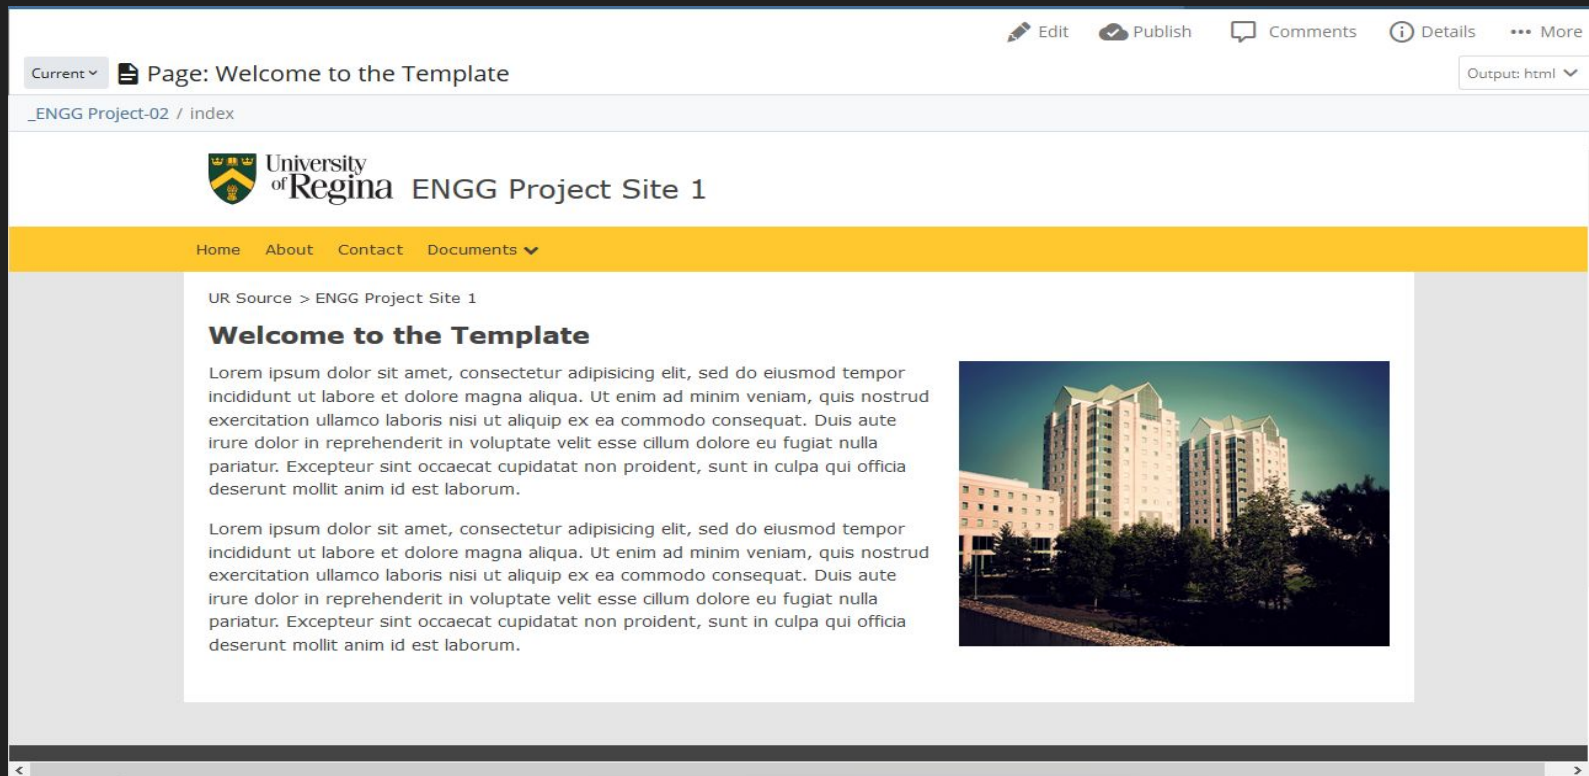 Edit Publish Comments Details ••• More
Current Page: Welcome to the Template Output: html
_ENGG Project-02 / index
University
of Regina ENGG Project Site 1
Home About Contact Documents
UR Source > ENGG Project Site 1
Welcome to the Template
Lorem ipsum dolor sit amet, consectetur adipisicing elit, sed do eiusmod tempor
incididunt ut labore et dolore magna aliqua. Ut enim ad minim veniam, quis nostrud
exercitation ullamco laboris nisi ut aliquip ex ea commodo consequat. Duis aute
irure dolor in reprehenderit in voluptate velit esse cillum dolore eu fugiat nulla
pariatur. Excepteur sint occaecat cupidatat non proident, sunt in culpa qui officia
deserunt mollit anim id est laborum.
Lorem ipsum dolor sit amet, consectetur adipisicing elit, sed do eiusmod tempor
incididunt ut labore et dolore magna aliqua. Ut enim ad minim veniam, quis nostrud
exercitation ullamco laboris nisi ut aliquip ex ea commodo consequat. Duis aute
irure dolor in reprehenderit in voluptate velit esse cillum dolore eu fugiat nulla
pariatur. Excepteur sint occaecat cupidatat non proident, sunt in culpa qui officia
deserunt mollit anim id est laborum.